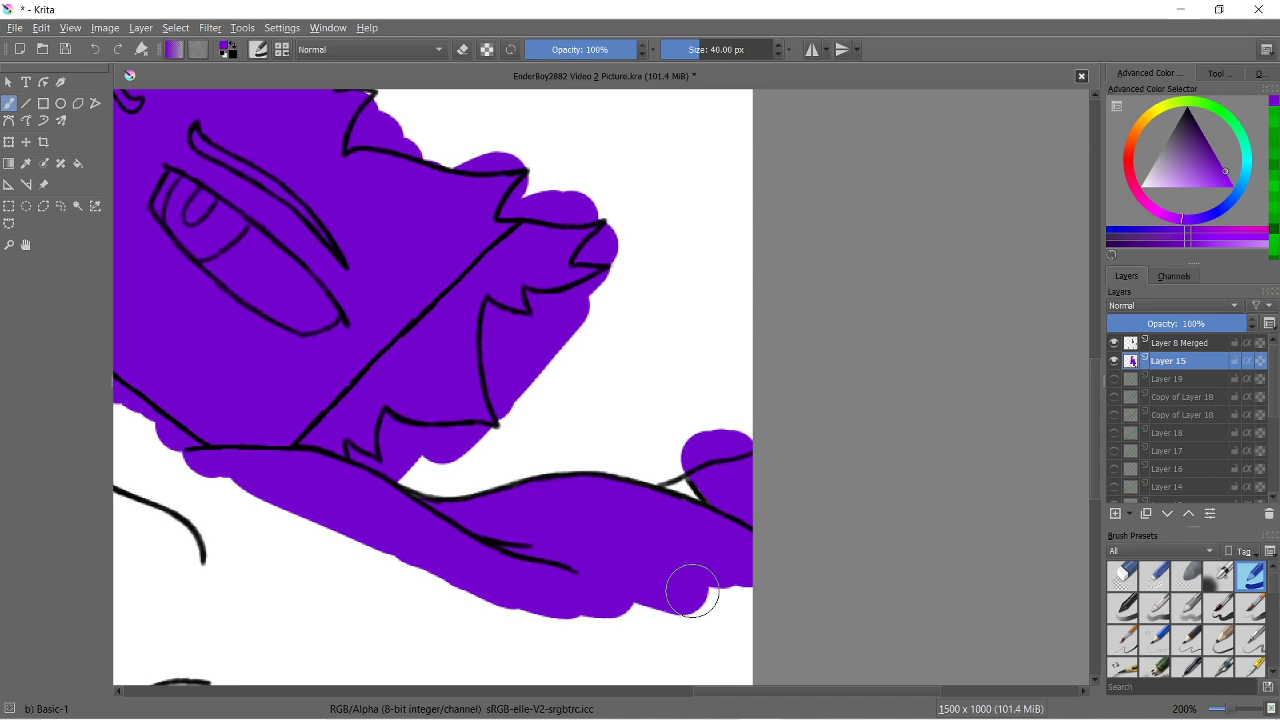 * - Krita
File Edit View Image Layer Select Filter Tools Settings Window Help
Normal Opacity: 100% Size: 40.00 px
EnderBoy2882 Video 2 Picture.kra (101.4 MiB) *
Advanced Color ... Tool ... O...
Advanced Color Selector
Layers Channels
Layers
Normal
Opacity: 100%
Layer 8 Merged
Layer 15
Layer 19
Copy of Layer 18
Copy of Layer 18
Layer 18
Layer 17
Layer 16
Layer 14
Brush Presets
All Tag
Search
b) Basic-1 RGB/Alpha (8-bit integer/channel) sRGB-elle-V2-srgbtrc.icc 1500 x 1000 (101.4 MiB) 200%